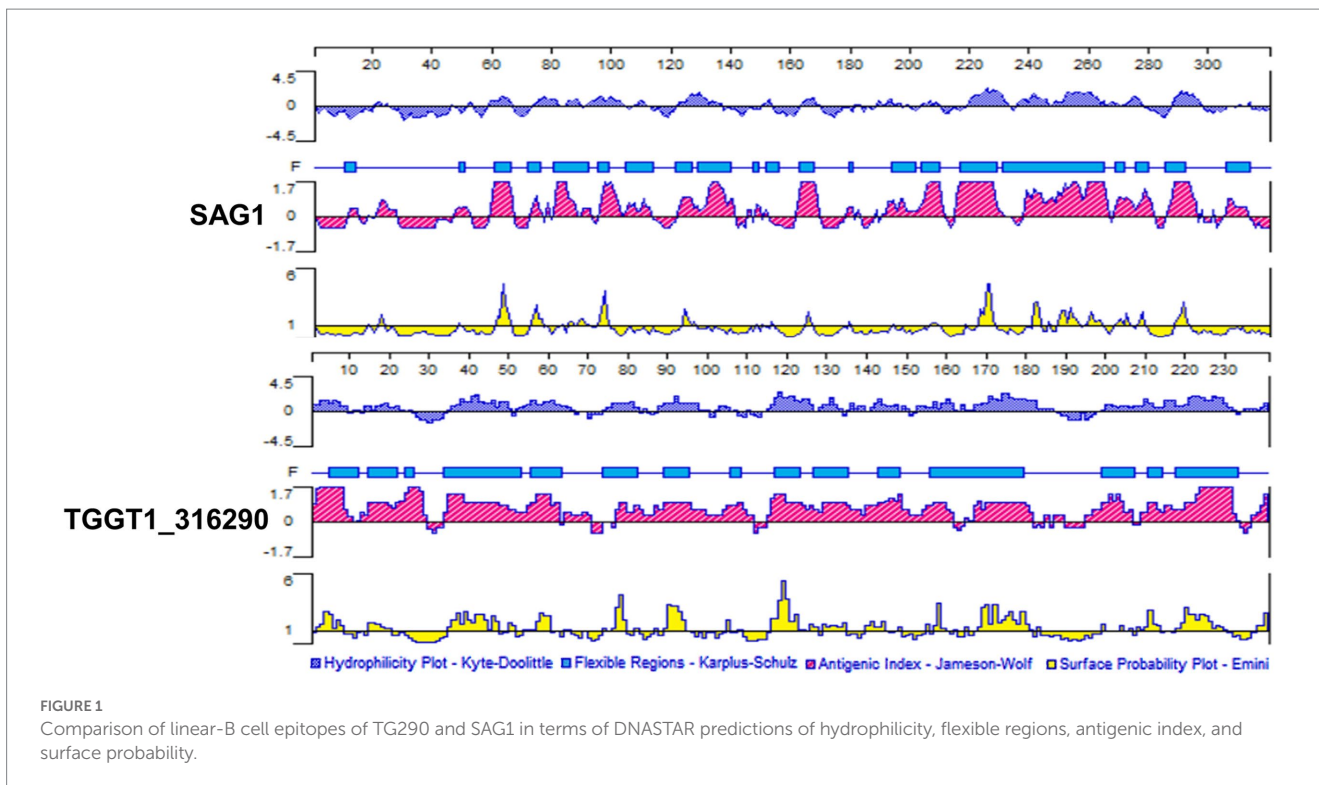 20 40 60 80 100 120 140 160 180 200 220 240 260 280 300
4.5
0
-4.5
F
1.7
0
-1.7
SAG1
6
1
10 20 30 40 50 60 70 80 90 100 110 120 130 140 150 160 170 180 190 200 210 220 230
4.5
0
-4.5
F
1.7
0
-1.7
TGGT1_316290
6
1
Hydrophilicity Plot - Kyte-Doolittle Flexible Regions - Karplus-Schulz Antigenic Index - Jameson-Wolf Surface Probability Plot - Emini
FIGURE 1
Comparison of linear-B cell epitopes of TG290 and SAG1 in terms of DNASTAR predictions of hydrophilicity, flexible regions, antigenic index, and
surface probability.